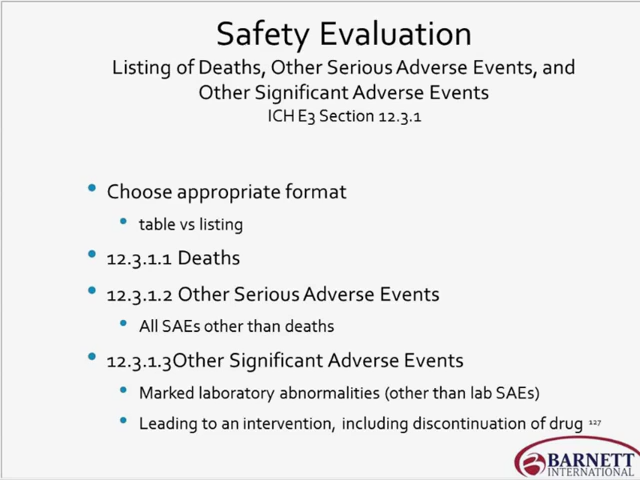 Safety Evaluation
Listing of Deaths, Other Serious Adverse Events, and
Other Significant Adverse Events
ICH E3 Section 12.3.1
• Choose appropriate format
• table vs listing
• 12.3.1.1 Deaths
• 12.3.1.2 Other Serious Adverse Events
• All SAEs other than deaths
• 12.3.1.3Other Significant Adverse Events
• Marked laboratory abnormalities (other than lab SAEs)
• Leading to an intervention, including discontinuation of drug 127
BARNETT
INTERNATIONAL